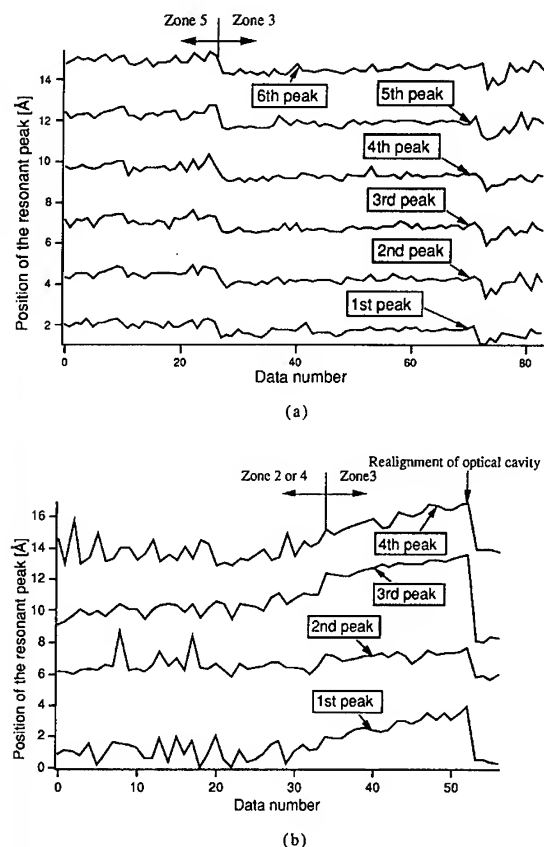 Zone 5 Zone 3
Position of the resonant peak [Å]
14
12
10
8
6
4
2
6th peak
5th peak
4th peak
3rd peak
2nd peak
1st peak
0 20 40 60 80
Data number
(a)
Realignment of optical cavity
Zone 2 or 4 Zone3
Position of the resonant peak [Å]
16
14
12
10
8
6
4
2
0
4th peak
3rd peak
2nd peak
1st peak
0 10 20 30 40 50
Data number
(b)